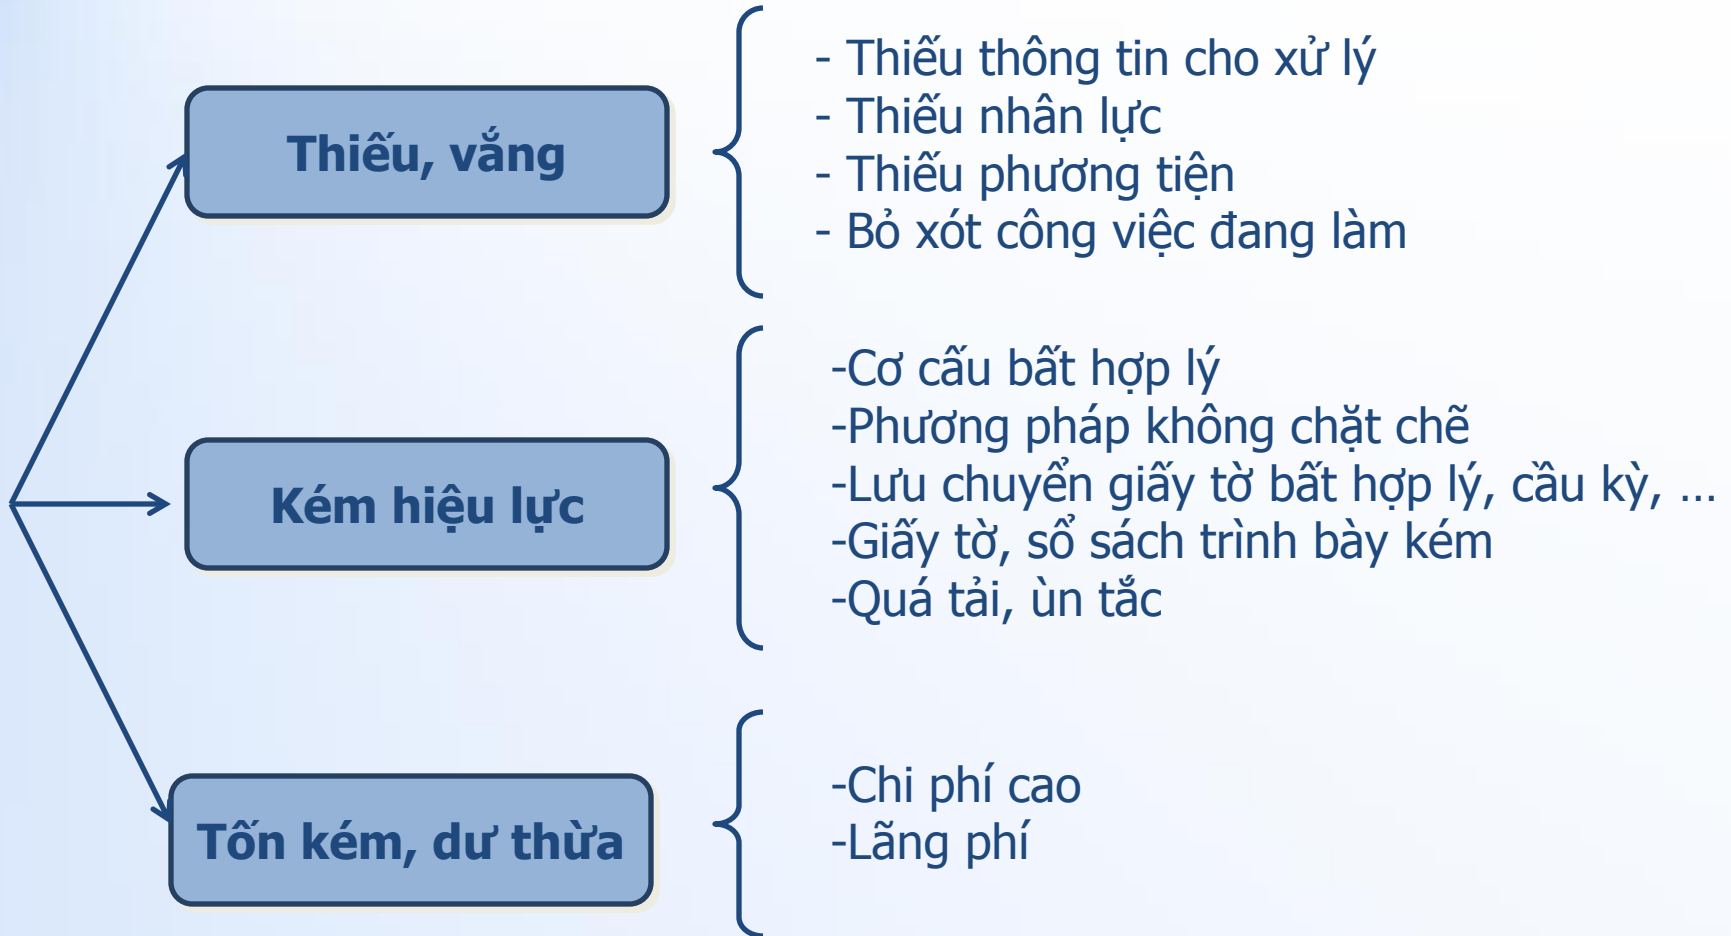 Thiếu, vắng
- Thiếu thông tin cho xử lý
- Thiếu nhân lực
- Thiếu phương tiện
- Bỏ xót công việc đang làm
Kém hiệu lực
-Cơ cấu bất hợp lý
-Phương pháp không chặt chẽ
-Lưu chuyển giấy tờ bất hợp lý, cầu kỳ, ...
-Giấy tờ, sổ sách trình bày kém
-Quá tải, ùn tắc
Tốn kém, dư thừa
-Chi phí cao
-Lãng phí